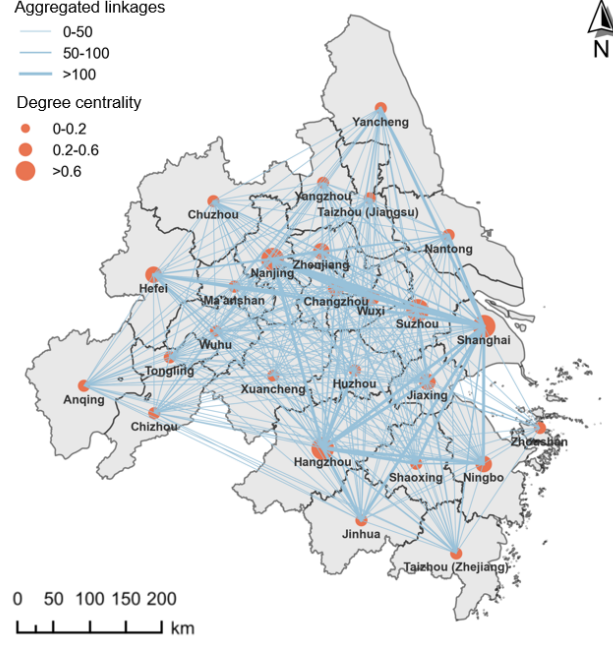 Aggregated linkages
0-50
50-100
>100
Degree centrality
0-0.2
0.2-0.6
>0.6
N
Yancheng
Yangzhou
Taizhou (Jiangsu)
Chuzhou
Nantong
Zhenjiang
Nanjing
Hefei
Ma'anshan
Changzhou
Wuxi
Suzhou
Shanghai
Wuhu
Tongling
Xuancheng
Huzhou
Jiaxing
Anqing
Chizhou
Zhoushan
Hangzhou
Shaoxing
Ningbo
Jinhua
Taizhou (Zhejiang)
0 50 100 150 200
km